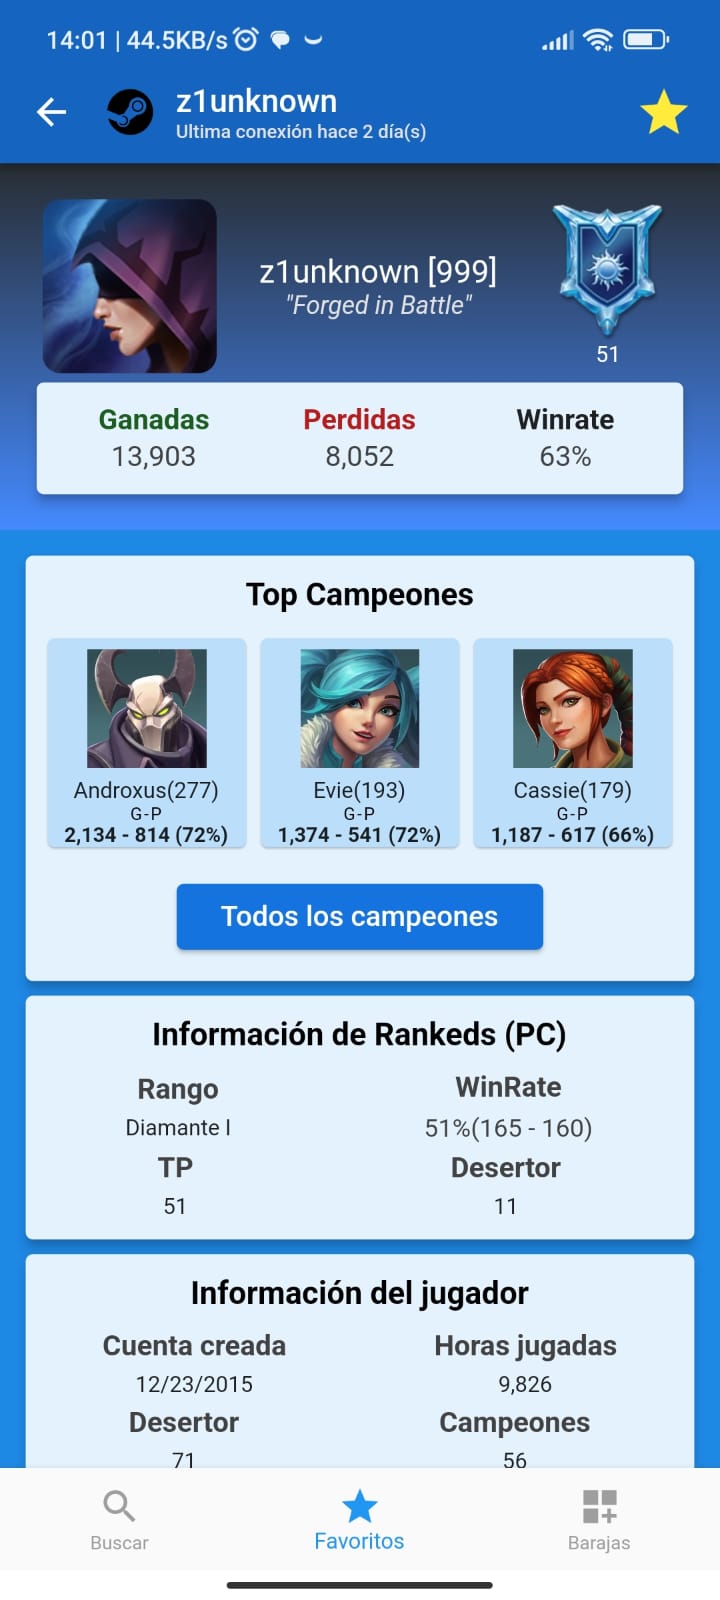 14:01 | 44.5KB/s
z1unknown
Ultima conexión hace 2 día(s)
z1unknown [999]
"Forged in Battle"
51
Ganadas Perdidas Winrate
13,903 8,052 63%
Top Campeones
Androxus(277) Evie(193) Cassie(179)
G-P G-P G-P
2,134 - 814 (72%) 1,374 - 541 (72%) 1,187 - 617 (66%)
Todos los campeones
Información de Rankeds (PC)
Rango WinRate
Diamante I 51%(165 - 160)
TP Desertor
51 11
Información del jugador
Cuenta creada Horas jugadas
12/23/2015 9,826
Desertor Campeones
71 56
Buscar Favoritos Barajas